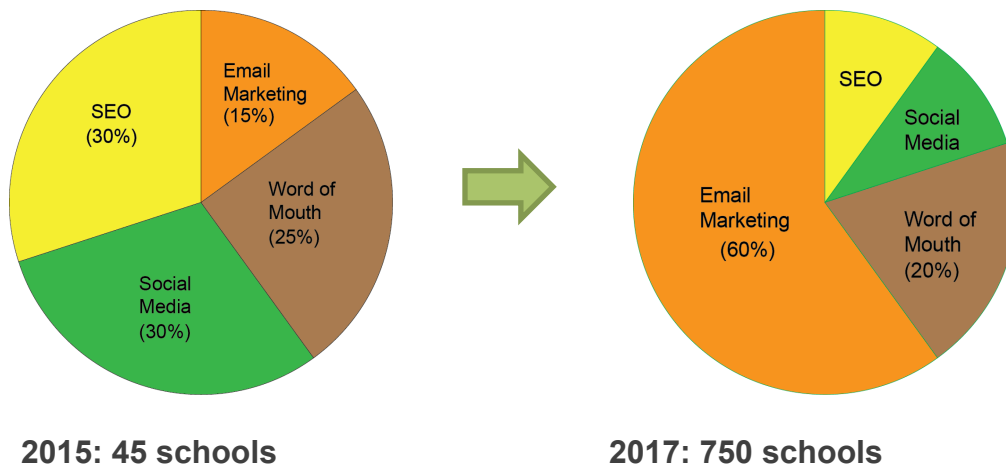 Email
Marketing
(15%)
SEO
(30%)
Word of
Mouth
(25%)
Social
Media
(30%)
2015: 45 schools
SEO
Social
Media
Email
Marketing
(60%)
Word of
Mouth
(20%)
2017: 750 schools